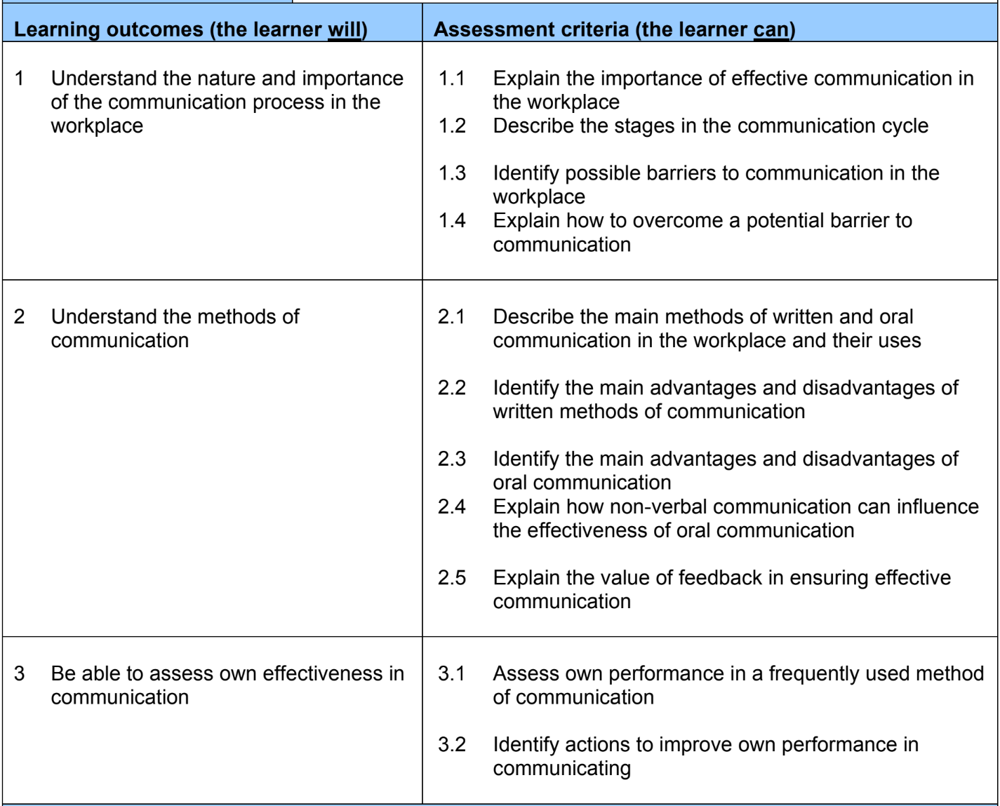 Learning outcomes (the learner will)
Assessment criteria (the learner can)
1 Understand the nature and importance
of the communication process in the
workplace
1.1 Explain the importance of effective communication in
the workplace
1.2 Describe the stages in the communication cycle
1.3 Identify possible barriers to communication in the
workplace
1.4 Explain how to overcome a potential barrier to
communication
2 Understand the methods of
communication
2.1 Describe the main methods of written and oral
communication in the workplace and their uses
2.2 Identify the main advantages and disadvantages of
written methods of communication
2.3 Identify the main advantages and disadvantages of
oral communication
2.4 Explain how non-verbal communication can influence
the effectiveness of oral communication
2.5 Explain the value of feedback in ensuring effective
communication
3 Be able to assess own effectiveness in
communication
3.1 Assess own performance in a frequently used method
of communication
3.2 Identify actions to improve own performance in
communicating